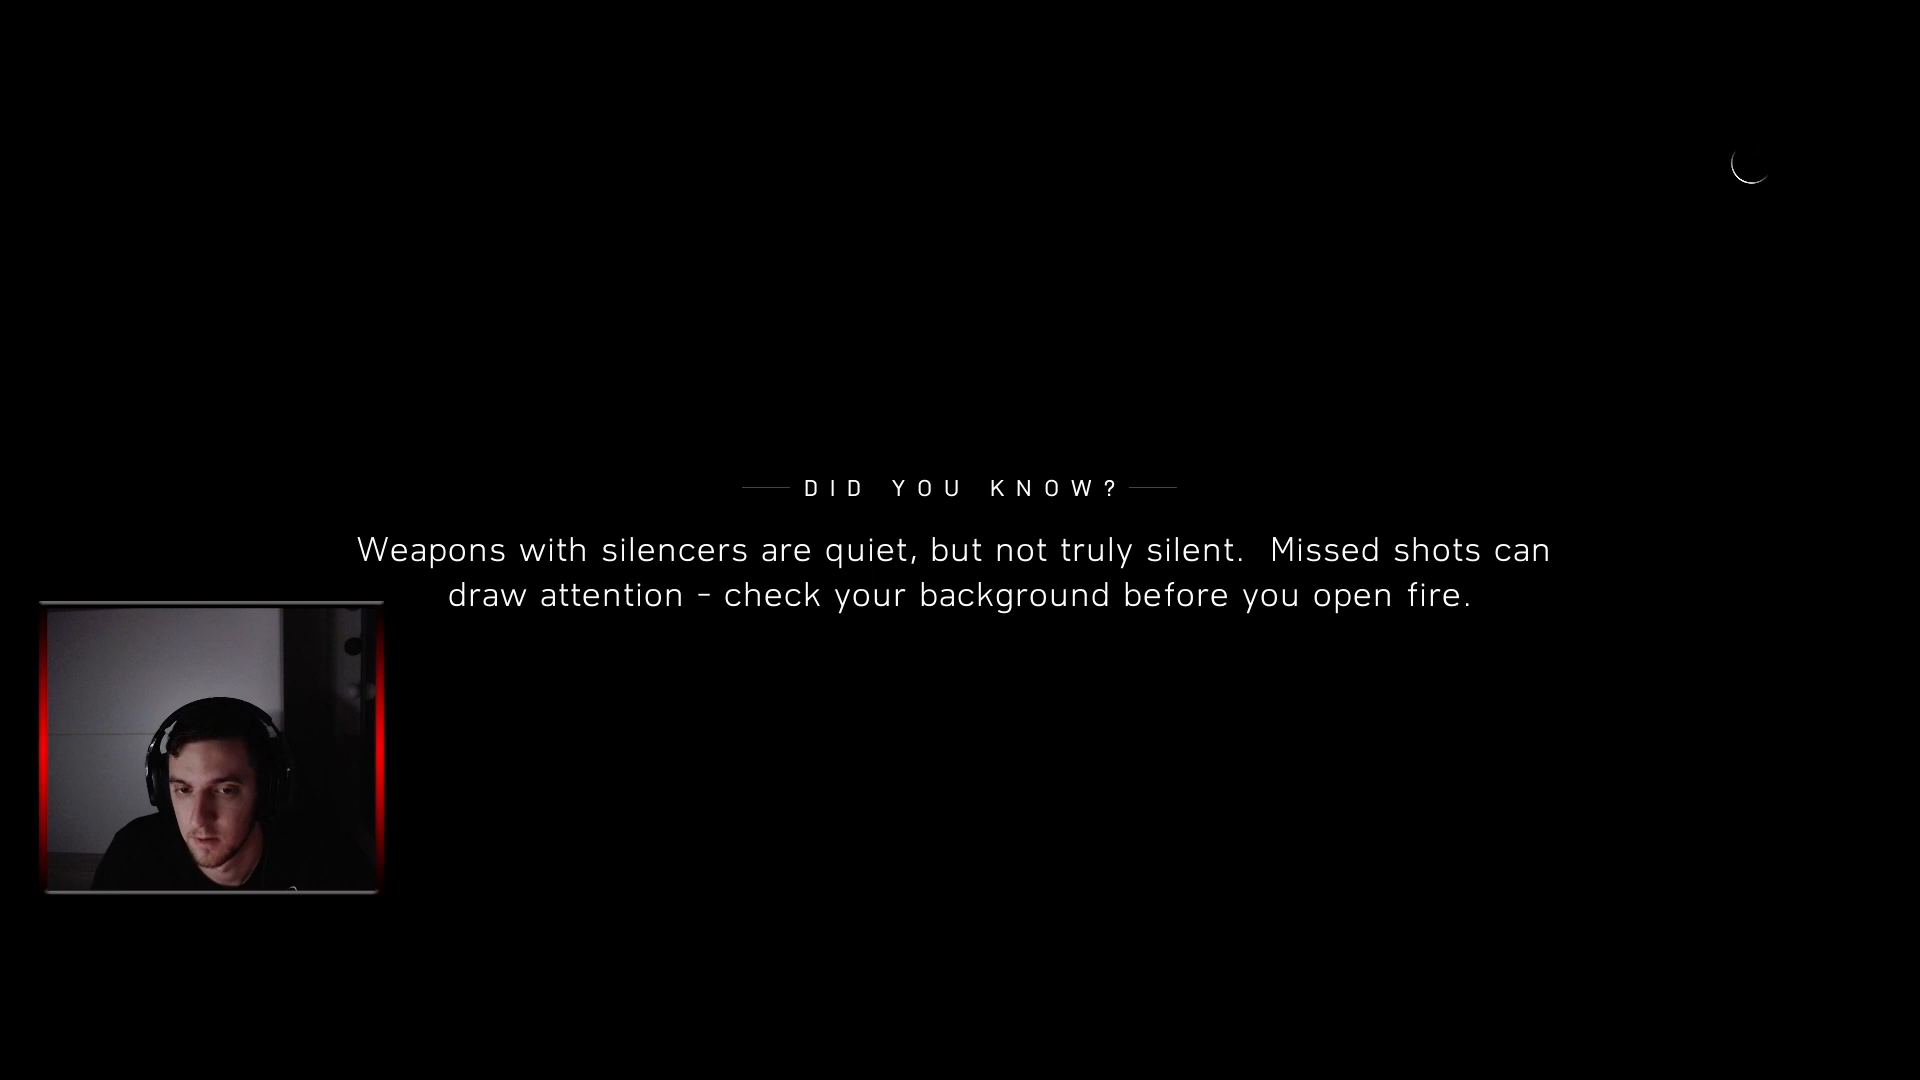 DID YOU KNOW?
Weapons with silencers are quiet, but not truly silent.  Missed shots can
draw attention - check your background before you open fire.